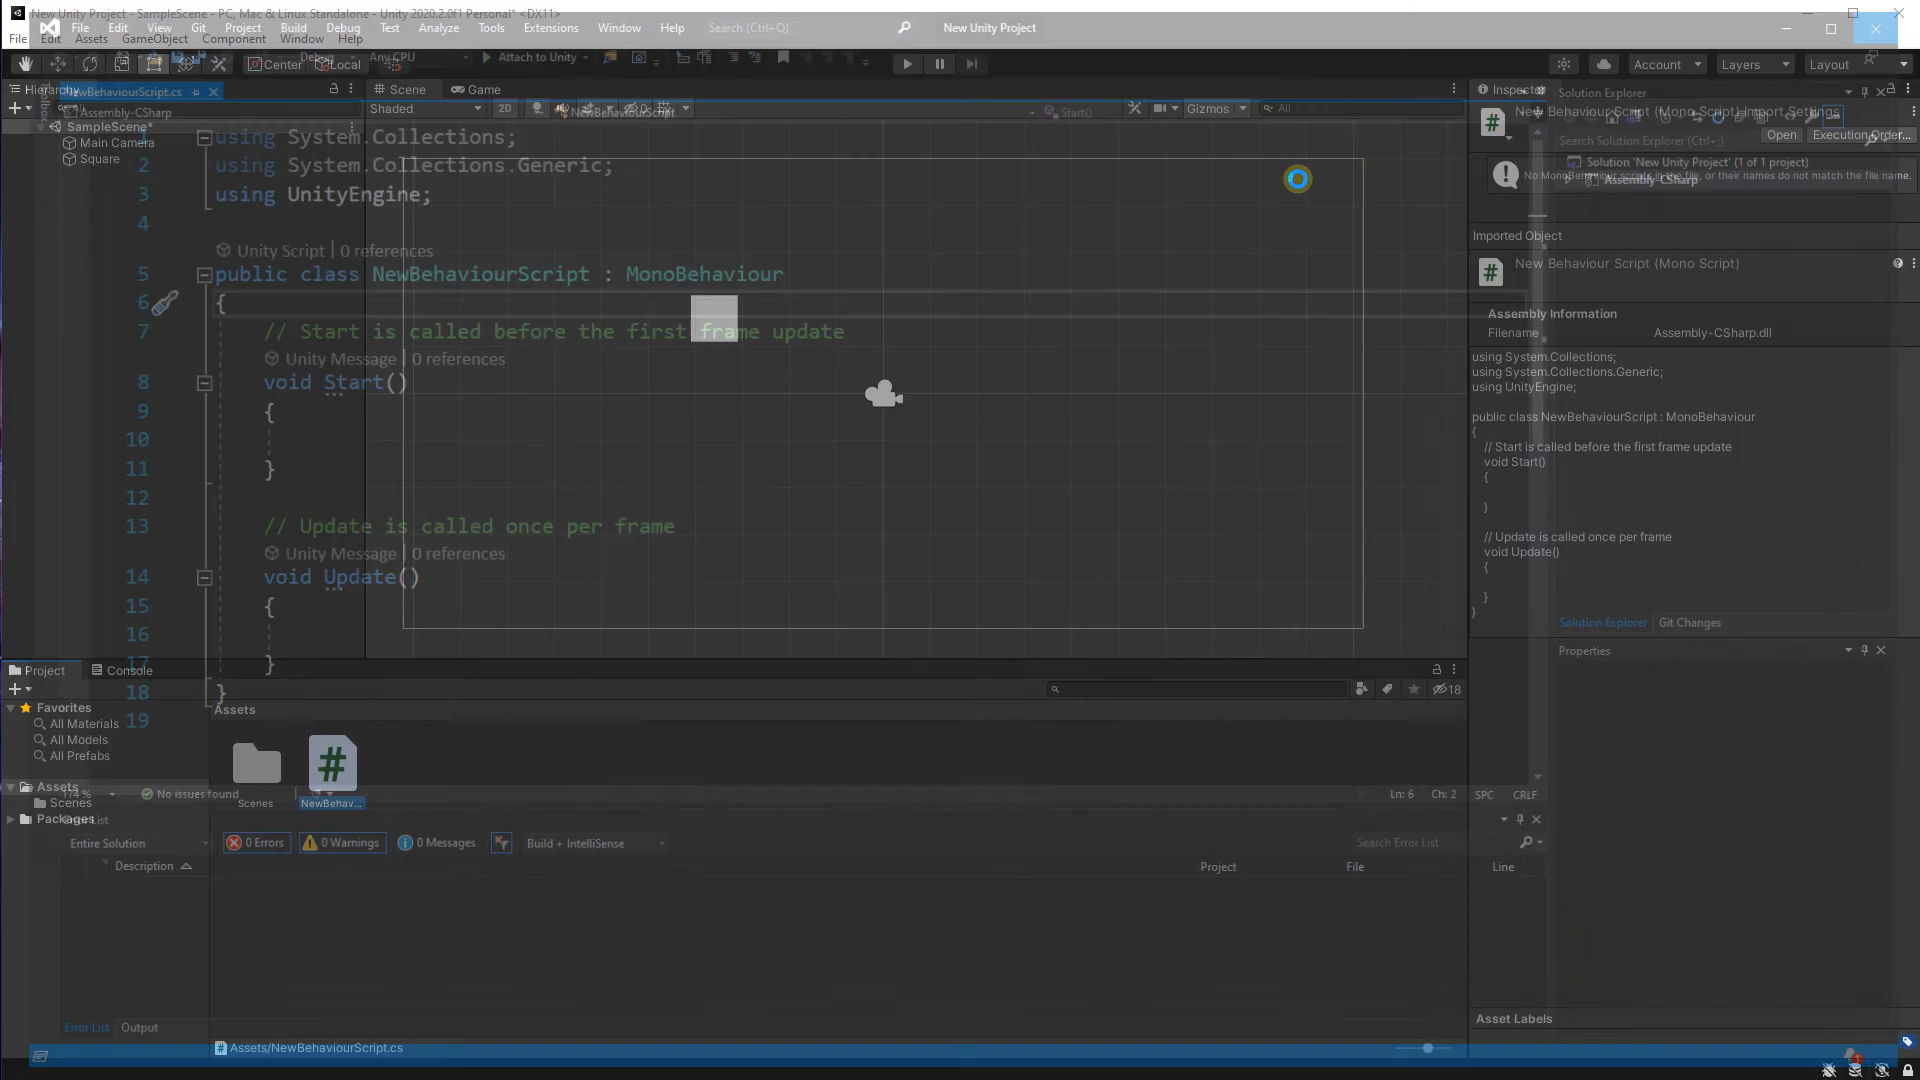 New Unity Project - SampleScene - PC, Mac & Linux Standalone - Unity 2020.2.0f1 Personal* <DX11>
File Edit View Git Project Build Debug Test Analyze Tools Extensions Window Help Search (Ctrl+Q) New Unity Project
File Edit Assets GameObject Component Window Help
Debug Any CPU Attach to Unity
Center Local Account Layers Layout
Hierarchy
NewBehaviourScript.cs
Scene Game
Inspector
Solution Explorer
All
Assembly-CSharp
Shaded 2D
NewBehaviourScript
Start()
Gizmos All
New Behaviour Script (Mono Script) Import Settings
Open Execution Order...
SampleScene*
Main Camera
Square
Search Solution Explorer (Ctrl+;)
Solution 'New Unity Project' (1 of 1 project)
Assembly-CSharp
No MonoBehaviour scripts in the file, or their names do not match the file name.
1 using System.Collections;
2 using System.Collections.Generic;
3 using UnityEngine;
4
Unity Script | 0 references
5 public class NewBehaviourScript : MonoBehaviour
6 {
7 // Start is called before the first frame update
Unity Message | 0 references
8 void Start()
9 {
10
11 }
12
13 // Update is called once per frame
Unity Message | 0 references
14 void Update()
15 {
16
17 }
18 }
19
Imported Object
New Behaviour Script (Mono Script)
Assembly Information
Filename Assembly-CSharp.dll
using System.Collections;
using System.Collections.Generic;
using UnityEngine;
public class NewBehaviourScript : MonoBehaviour
{
// Start is called before the first frame update
void Start()
{
}
// Update is called once per frame
void Update()
{
}
}
Solution Explorer Git Changes
Properties
Project Console
18
Favorites
All Materials
All Models
All Prefabs
Assets
Scenes
Packages
Assets
Scenes
NewBehav...
No issues found
Ln: 6 Ch: 2 SPC CRLF
Entire Solution
0 Errors 0 Warnings 0 Messages Build + IntelliSense Search Error List
Description Project File Line
Error List Output
Assets/NewBehaviourScript.cs
Asset Labels
1